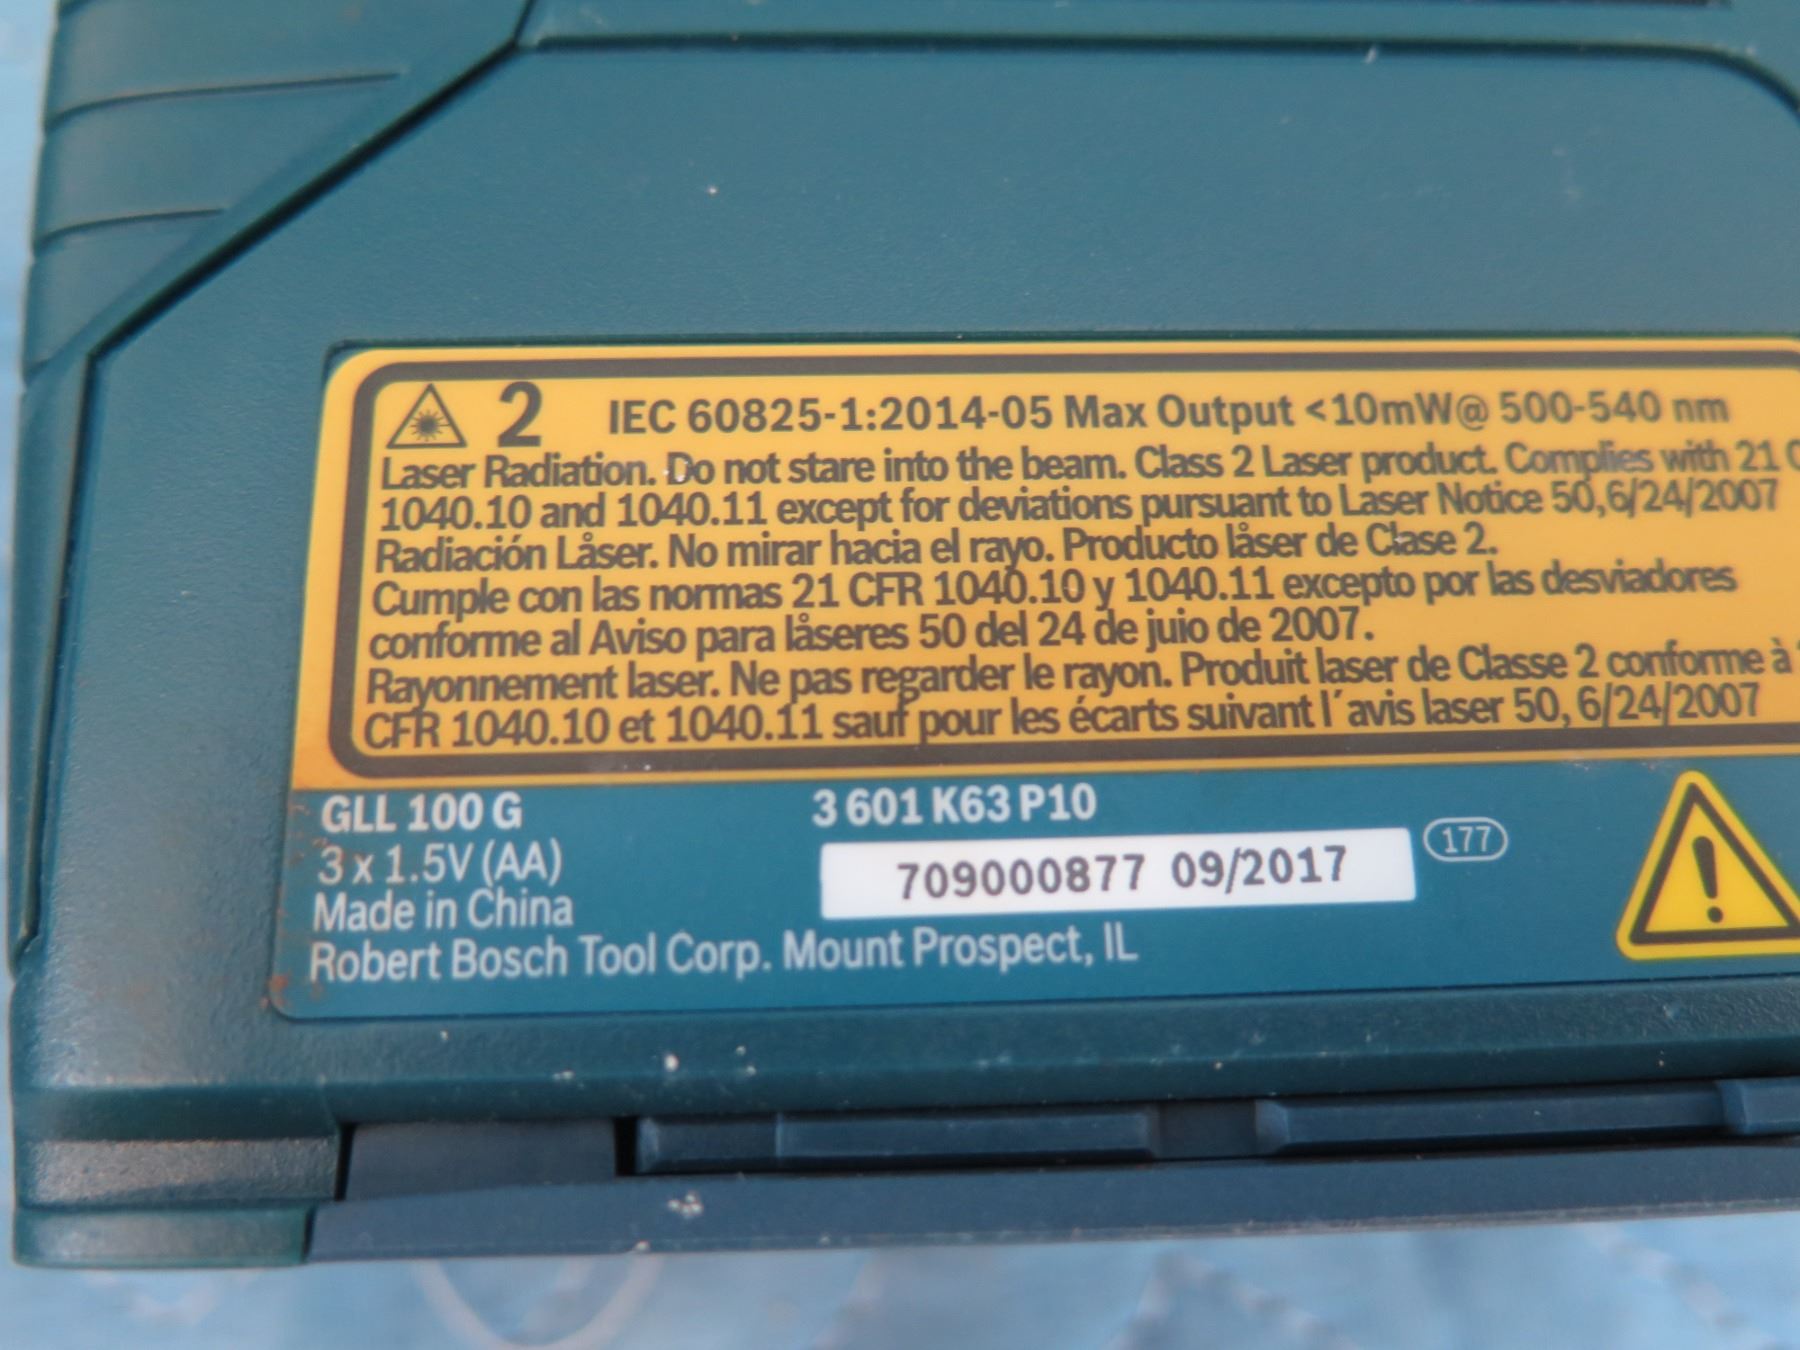 2 IEC 60825-1:2014-05 Max Output <10mW@ 500-540 nm
Laser Radiation. Do not stare into the beam. Class 2 Laser product. Complies with 21
1040.10 and 1040.11 except for deviations pursuant to Laser Notice 50,6/24/2007
Radiación Låser. No mirar hacia el rayo. Producto låser de Clase 2.
Cumple con las normas 21 CFR 1040.10 y 1040.11 excepto por las desviadores
conforme al Aviso para låseres 50 del 24 de juio de 2007.
Rayonnement laser. Ne pas regarder le rayon. Produit laser de Classe 2 conforme à
CFR 1040.10 et 1040.11 sauf pour les écarts suivant l´avis laser 50, 6/24/2007
GLL 100 G 3 601 K63 P10
3 x 1.5V (AA) 709000877 09/2017 177
Made in China
Robert Bosch Tool Corp. Mount Prospect, IL